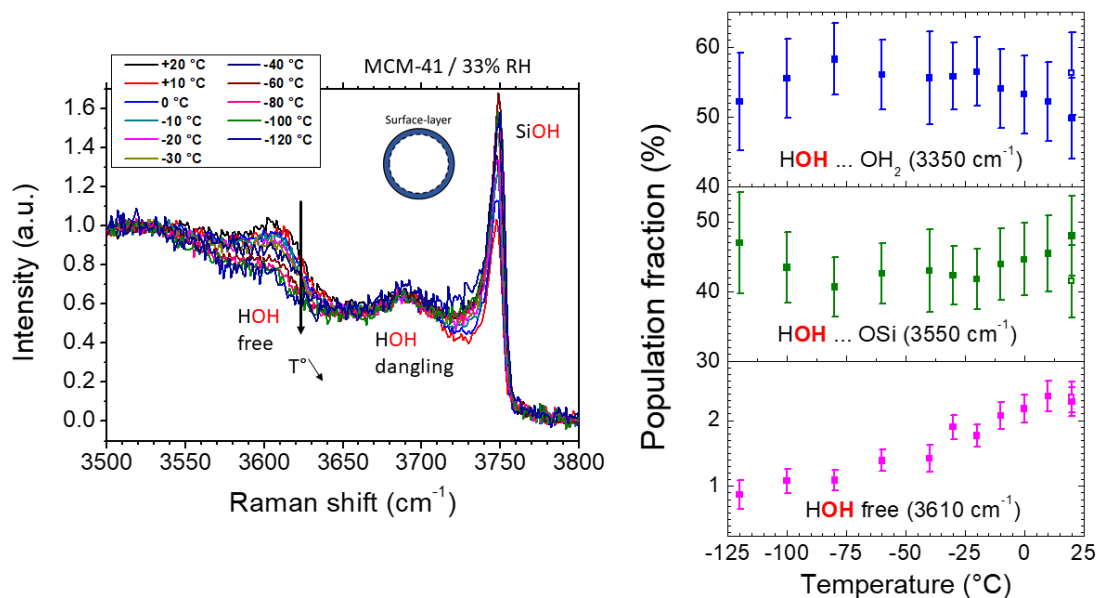 +20 °C
-40 °C
+10 °C
-60 °C
0 °C
-80 °C
-10 °C
-100 °C
-20 °C
-120 °C
-30 °C
MCM-41 / 33% RH
Surface-layer
SiOH
HOH
free
T°
HOH
dangling
Intensity (a.u.)
1.6
1.4
1.2
1.0
0.8
0.6
0.4
0.2
0.0
3500 3550 3600 3650 3700 3750 3800
Raman shift (cm⁻¹)
Population fraction (%)
60
50
40
HOH ... OH₂ (3350 cm⁻¹)
50
40
30
HOH ... OSi (3550 cm⁻¹)
2
1
HOH free (3610 cm⁻¹)
-125 -100 -75 -50 -25 0 25
Temperature (°C)